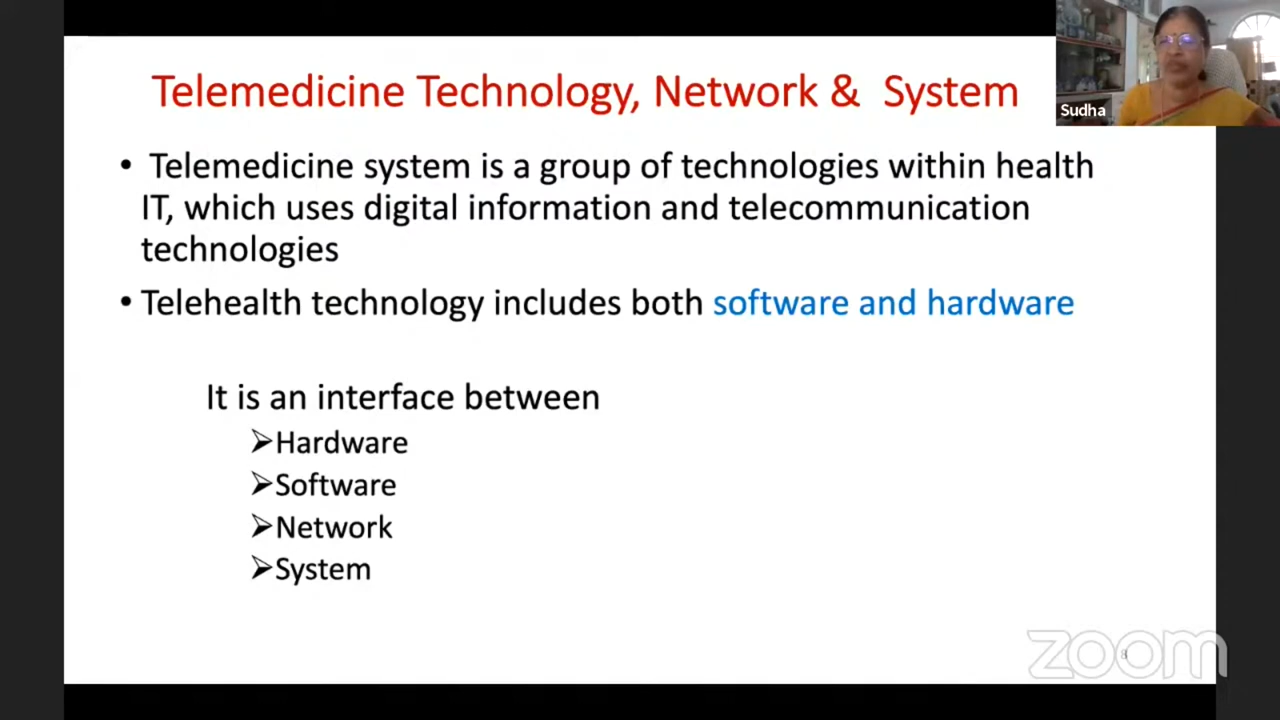 Telemedicine Technology, Network & System
Sudha
• Telemedicine system is a group of technologies within health
IT, which uses digital information and telecommunication
technologies
• Telehealth technology includes both software and hardware
It is an interface between
➢Hardware
➢Software
➢Network
➢System
zoom
8